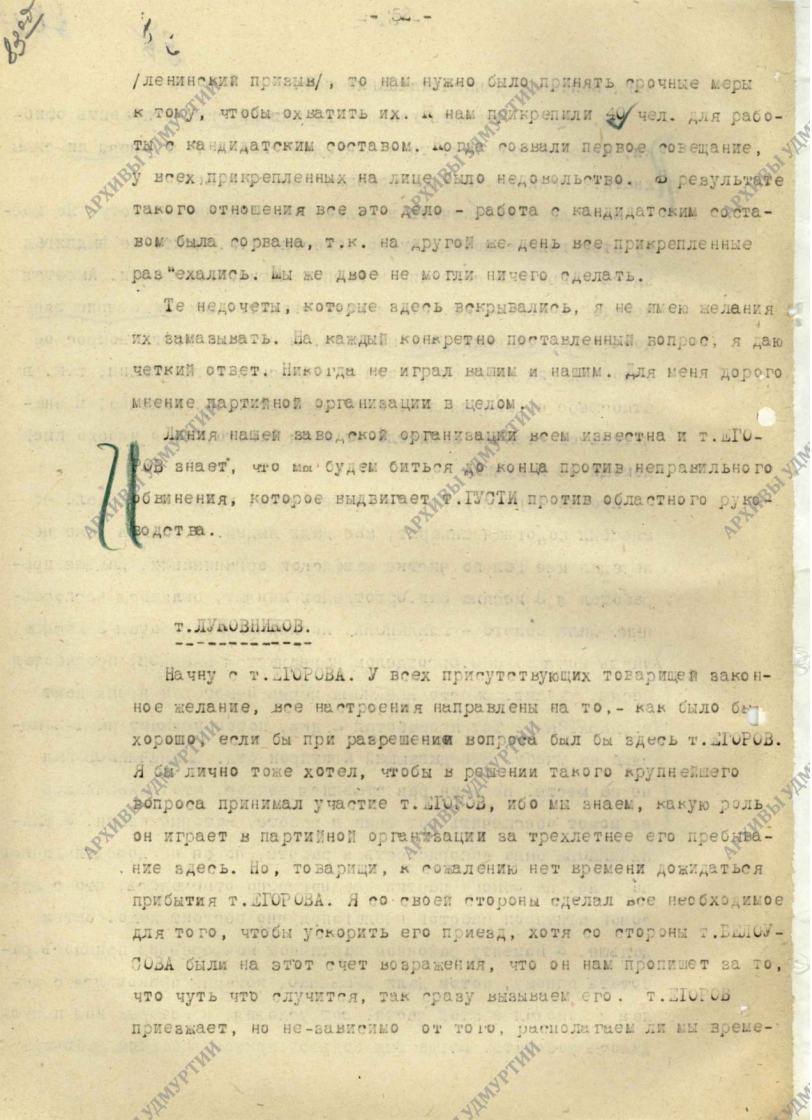 - 52 -
83об
/ленинский призыв/, то нам нужно было принять срочные меры
к тому, чтобы охватить их. К нам прикрепили 40 чел. для рабо-
ты с кандидатским составом. Когда созвали первое совещание,
у всех прикрепленных на лице было недовольство. В результате
такого отношения все это дело - работа с кандидатским соста-
вом была сорвана, т.к. на другой же день все прикрепленные
раз"ехались. Мы же двое не могли ничего сделать.
Те недочеты, которые здесь вскрывались, я не имею желания
их замазывать. На каждый конкретно поставленный вопрос, я даю
четкий ответ. Никогда не играл вашим и нашим. Для меня дорого
мнение партийной организации в целом.
Линия нашей заводской организации всем известна и т.ЕГО-
РОВ знает, что мы будем биться до конца против неправильного
обвинения, которое выдвигает т.ГУСТИ против областного руко-
водства.
т.ЛУКОВНИКОВ.
Начну с т.ЕГОРОВА. У всех присутствующих товарищей закон-
ное желание, все настроения направлены на то,- как было бы
хорошо, если бы при разрешении вопроса был бы здесь т.ЕГОРОВ.
Я бы лично тоже хотел, чтобы в решении такого крупнейшего
вопроса принимал участие т.ЕГОРОВ, ибо мы знаем, какую роль
он играет в партийной организации за трехлетнее его пребыва-
ние здесь. Но, товарищи, к сожалению нет времени дожидаться
прибытия т.ЕГОРОВА. Я со своей стороны сделал все необходимое
для того, чтобы ускорить его приезд, хотя со стороны т.БЕЛОУ-
СОВА были на этот счет возражения, что он нам пропишет за то,
что чуть что случится, так сразу вызываем его. т.ЕГОРОВ
приезжает, но не-зависимо от того, располагаем ли мы време-
АРХИВЫ УДМУРТИИ